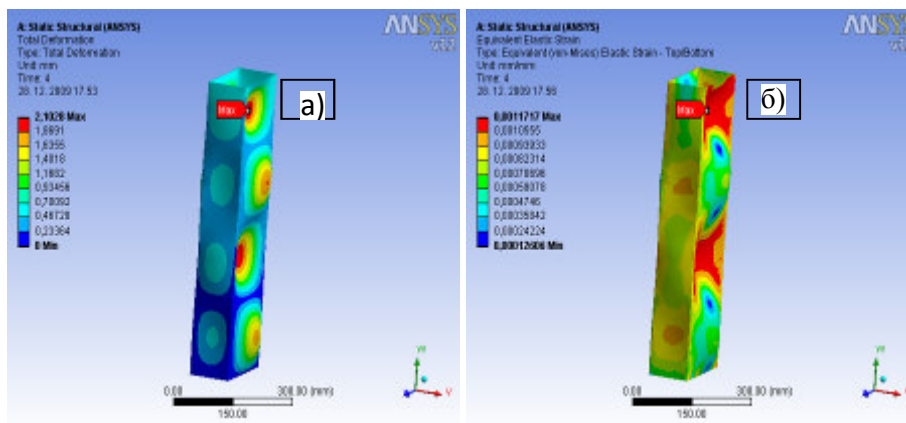 A: Static Structural (ANSYS)
Total Deformation
Type: Total Deformation
Unit: mm
Time: 4
28.12.2009 17:53
2,1028 Max
1,8691
1,6355
1,4018
1,1682
0,93456
0,70092
0,46728
0,23364
0 Min
ANSYS
v12
Max
а)
0.00
300.00 (mm)
150.00
A: Static Structural (ANSYS)
Equivalent Elastic Strain
Type: Equivalent (von-Mises) Elastic Strain - Top/Bottom
Unit: mm/mm
Time: 4
28.12.2009 17:56
0,0011717 Max
0,0010555
0,00093933
0,00082314
0,00070696
0,00059078
0,0004746
0,00035842
0,00024224
0,00012606 Min
ANSYS
v12
Max
б)
0.00
300.00 (mm)
150.00